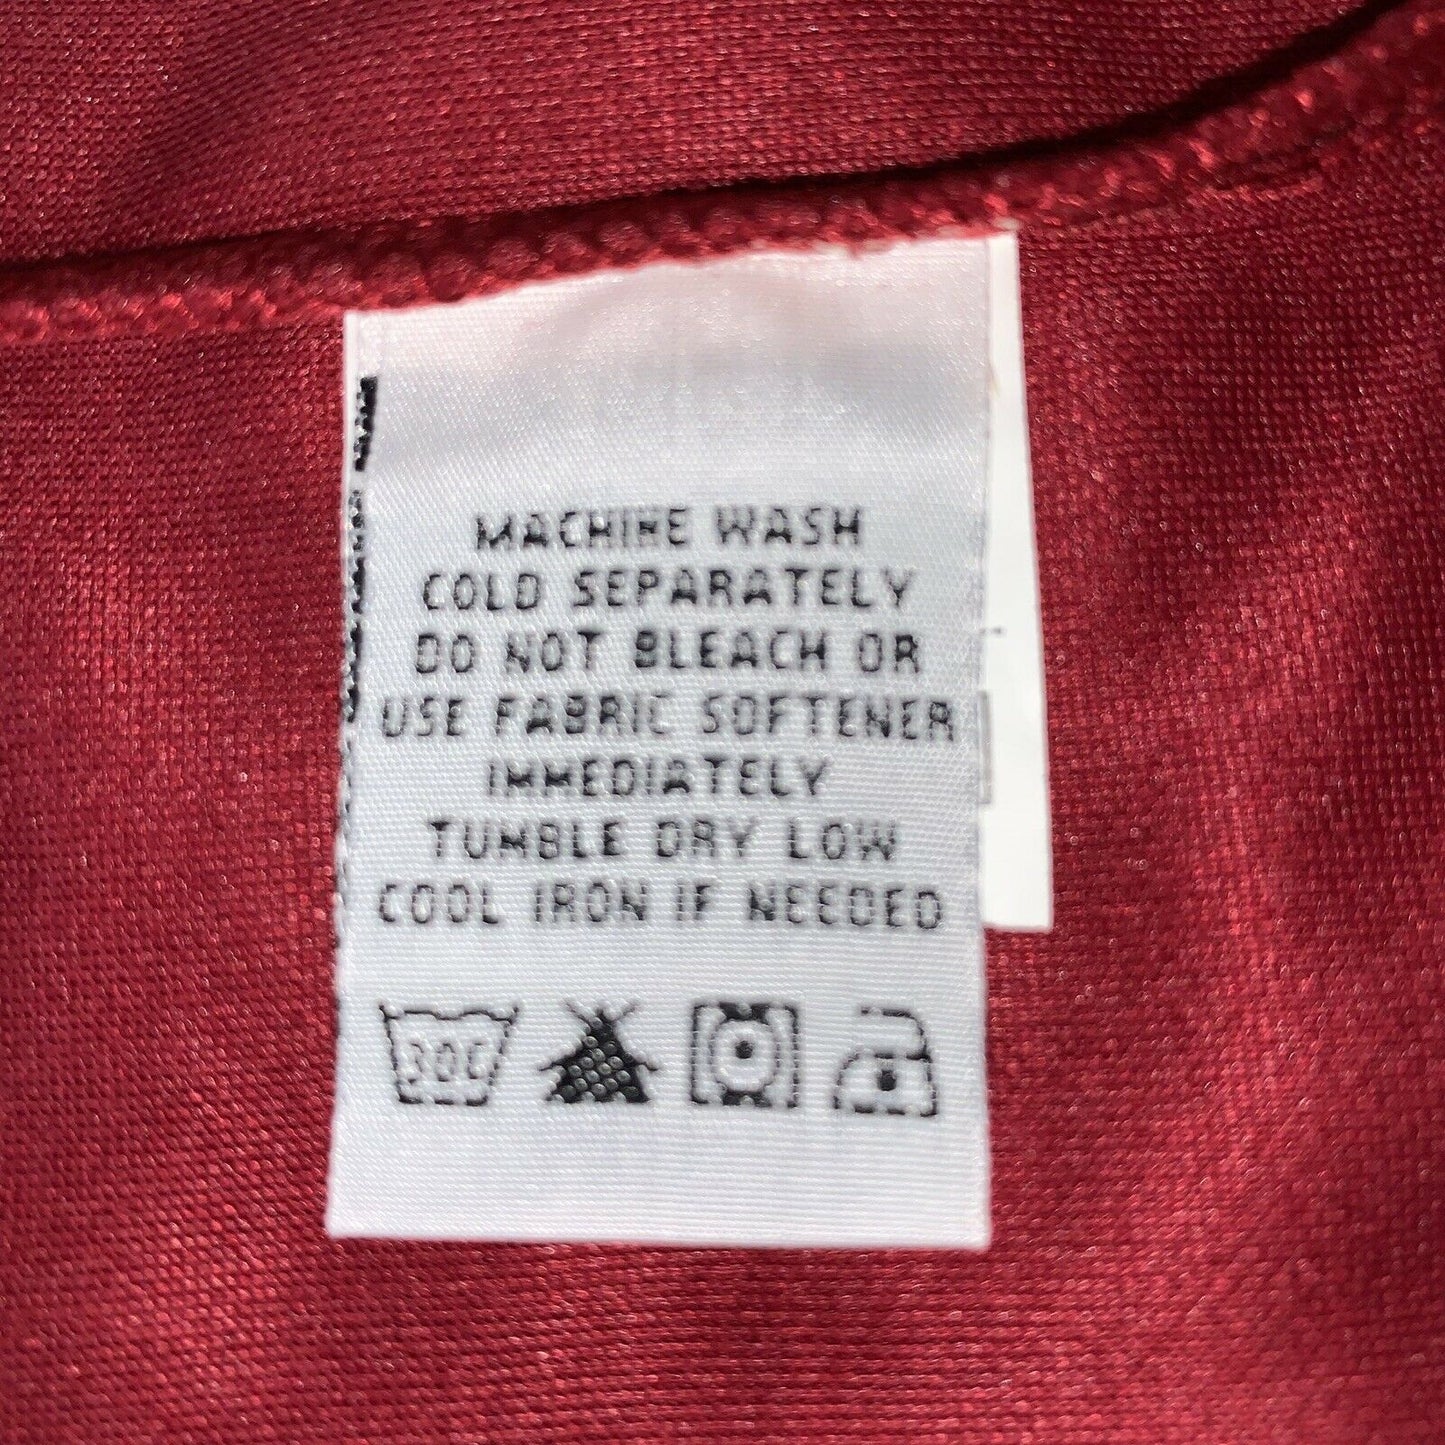 MACHINE WASH
COLD SEPARATELY
DO NOT BLEACH OR
USE FABRIC SOFTENER
IMMEDIATELY
TUMBLE DRY LOW
COOL IRON IF NEEDED
30C